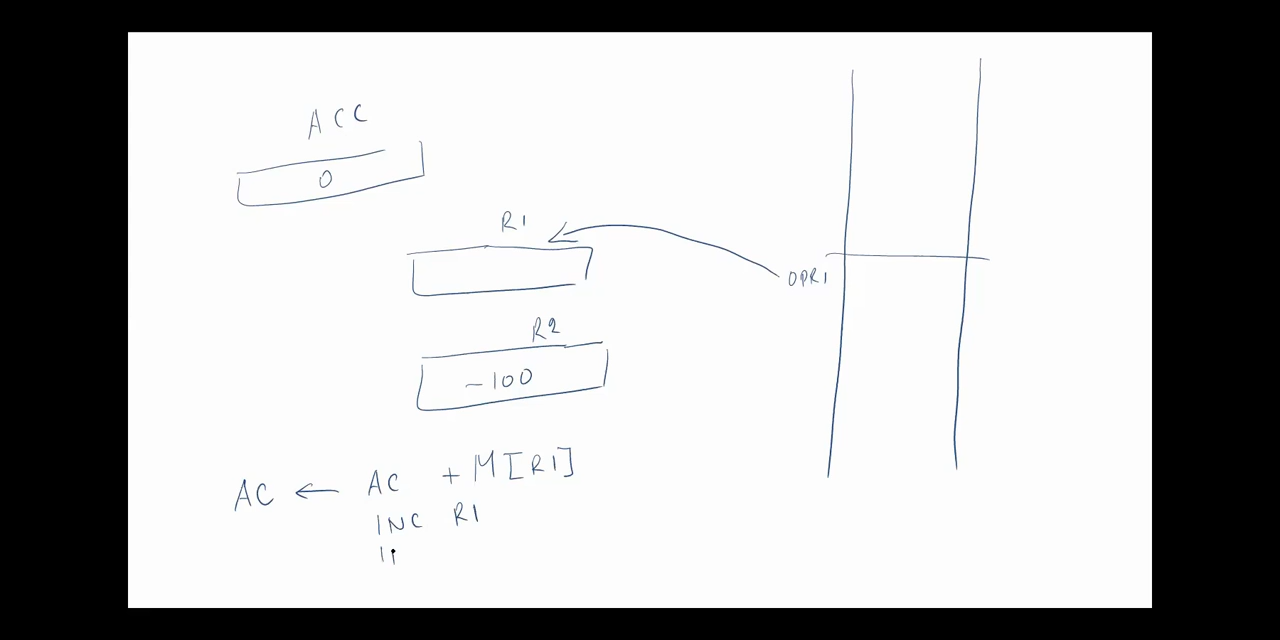 ACC
0
R1
OPR1
R2
-100
AC ← AC + M[R1]
INC R1